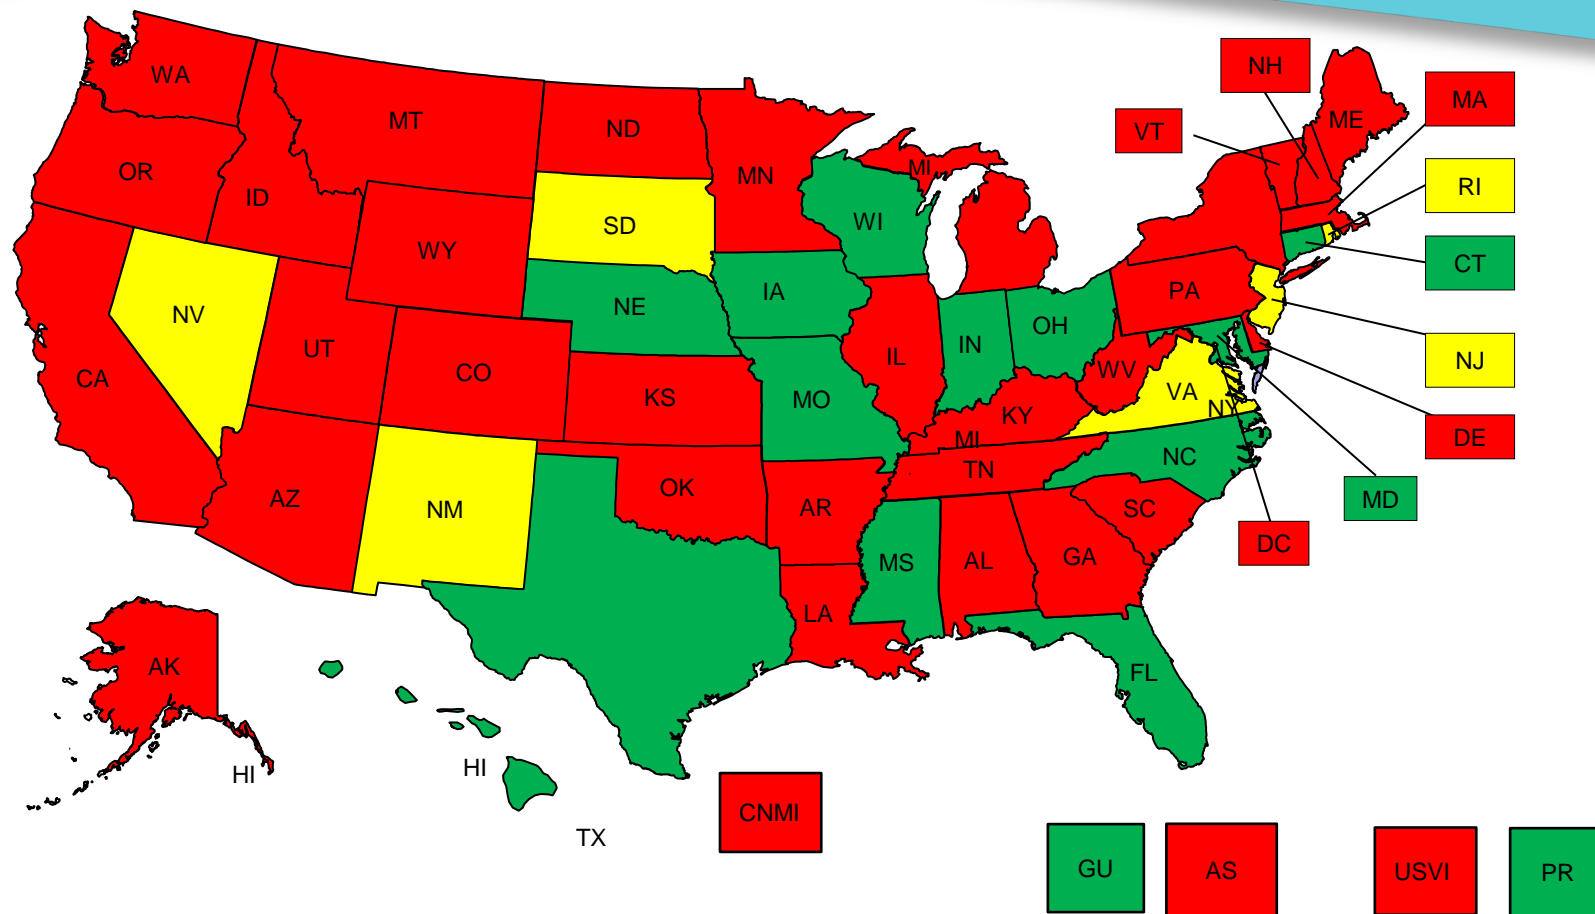 WA
MT
ND
MN
OR
ID
SD
WY
MI
WI
NH
MA
ME
VT
RI
CT
NV
NE
IA
PA
UT
CO
IL
IN
OH
NJ
CA
KS
MO
WV
VA
NY
KY
MI
DE
AZ
NM
OK
AR
TN
NC
MD
SC
DC
MS
AL
GA
LA
AK
FL
HI
HI
TX
CNMI
GU
AS
USVI
PR